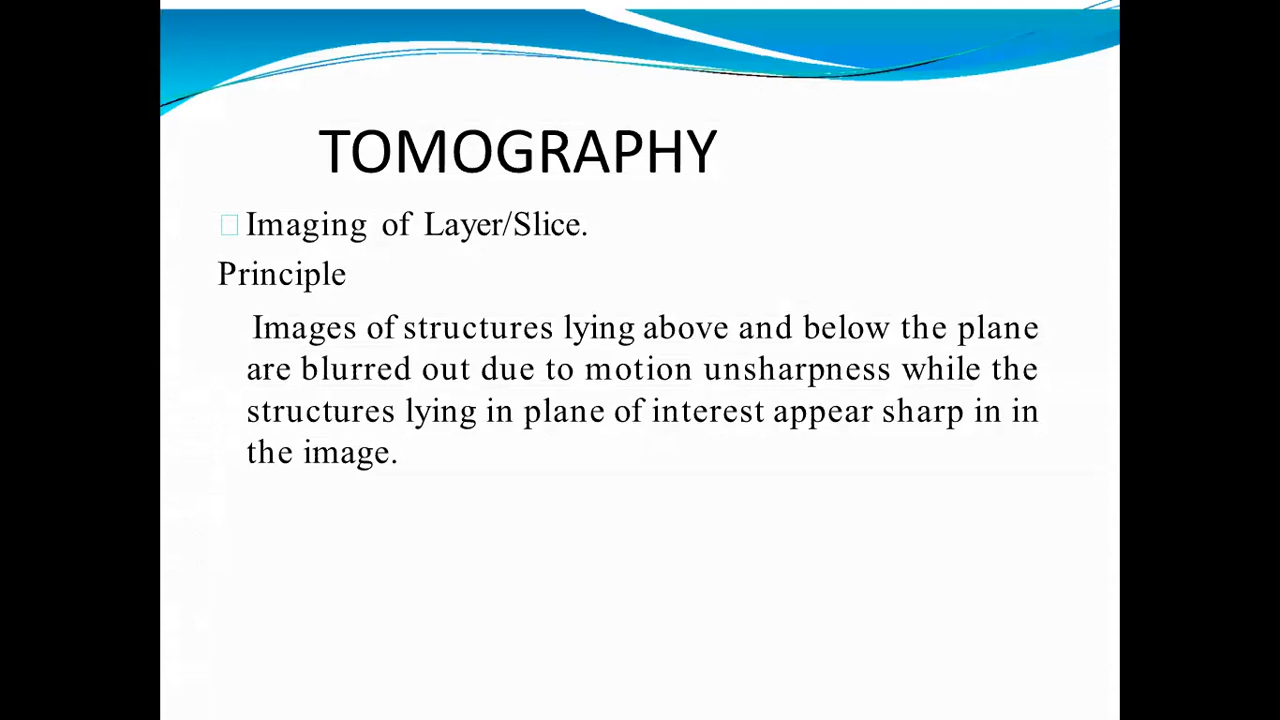 TOMOGRAPHY
Imaging of Layer/Slice.
Principle
Images of structures lying above and below the plane
are blurred out due to motion unsharpness while the
structures lying in plane of interest appear sharp in in
the image.